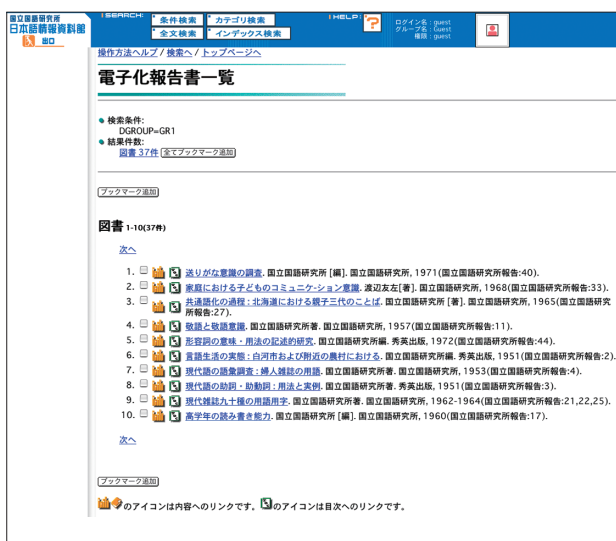 国立国語研究所
日本語情報資料館
出口
SEARCH:
条件検索
カテゴリ検索
全文検索
インデックス検索
HELP:
?
ログイン名 : guest
グループ名 : Guest
権限 : guest
操作方法ヘルプ / 検索へ / トップページへ
電子化報告書一覧
検索条件:
DGROUP=GR1
結果件数:
図書 37件 全てブックマーク追加
ブックマーク追加
図書 1-10(37件)
次へ
1. 送りがな意識の調査. 国立国語研究所 [編]. 国立国語研究所, 1971(国立国語研究所報告:40).
2. 家庭における子どものコミュニケ-ション意識. 渡辺友左[著]. 国立国語研究所, 1968(国立国語研究所報告:33).
3. 共通語化の過程 : 北海道における親子三代のことば. 国立国語研究所 [著]. 国立国語研究所, 1965(国立国語研究
所報告:27).
4. 敬語と敬語意識. 国立国語研究所著. 国立国語研究所, 1957(国立国語研究所報告:11).
5. 形容詞の意味・用法の記述的研究. 国立国語研究所編. 秀英出版, 1972(国立国語研究所報告:44).
6. 言語生活の実態 : 白河市および附近の農村における. 国立国語研究所編. 秀英出版, 1951(国立国語研究所報告:2).
7. 現代語の語彙調査 : 婦人雑誌の用語. 国立国語研究所著. 国立国語研究所, 1953(国立国語研究所報告:4).
8. 現代語の助詞・助動詞 : 用法と実例. 国立国語研究所著. 秀英出版, 1951(国立国語研究所報告:3).
9. 現代雑誌九十種の用語用字. 国立国語研究所著. 国立国語研究所, 1962-1964(国立国語研究所報告:21,22,25).
10. 高学年の読み書き能力. 国立国語研究所 [編]. 国立国語研究所, 1960(国立国語研究所報告:17).
次へ
ブックマーク追加
のアイコンは内容へのリンクです。のアイコンは目次へのリンクです。